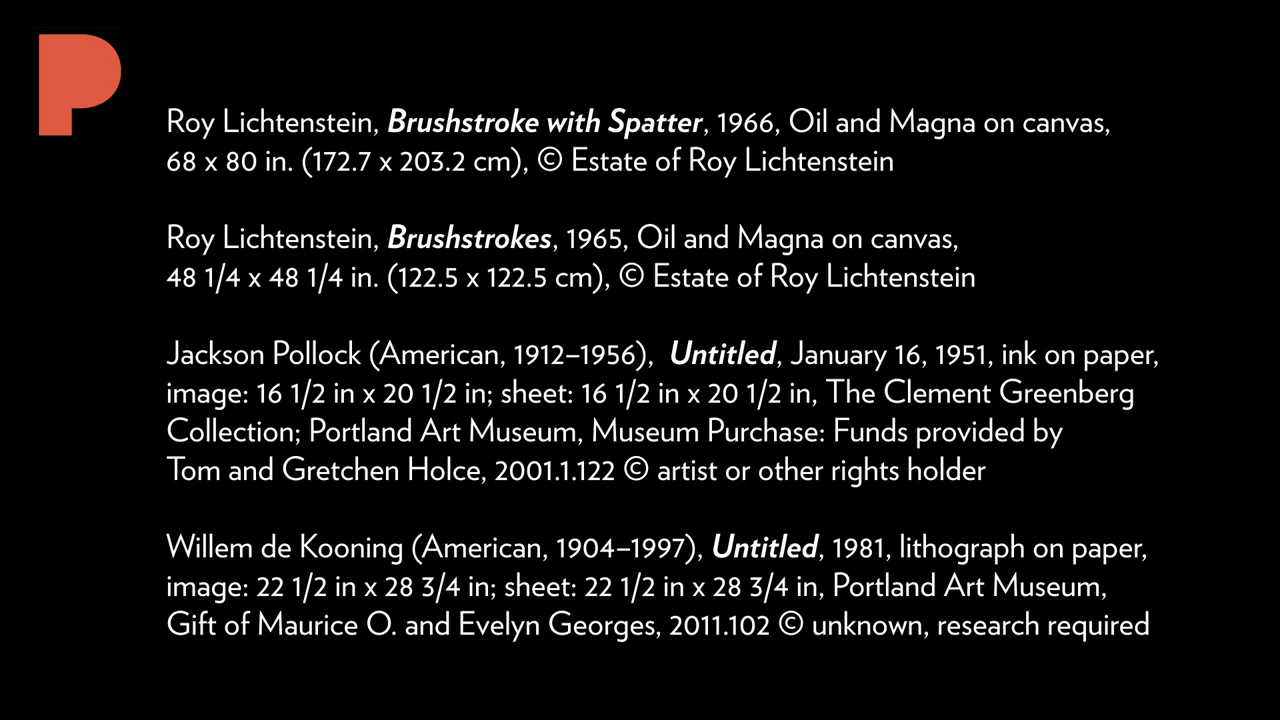 P
Roy Lichtenstein, Brushstroke with Spatter, 1966, Oil and Magna on canvas,
68 x 80 in. (172.7 x 203.2 cm), © Estate of Roy Lichtenstein
Roy Lichtenstein, Brushstrokes, 1965, Oil and Magna on canvas,
48 1/4 x 48 1/4 in. (122.5 x 122.5 cm), © Estate of Roy Lichtenstein
Jackson Pollock (American, 1912–1956), Untitled, January 16, 1951, ink on paper,
image: 16 1/2 in x 20 1/2 in; sheet: 16 1/2 in x 20 1/2 in, The Clement Greenberg
Collection; Portland Art Museum, Museum Purchase: Funds provided by
Tom and Gretchen Holce, 2001.1.122 © artist or other rights holder
Willem de Kooning (American, 1904–1997), Untitled, 1981, lithograph on paper,
image: 22 1/2 in x 28 3/4 in; sheet: 22 1/2 in x 28 3/4 in, Portland Art Museum,
Gift of Maurice O. and Evelyn Georges, 2011.102 © unknown, research required